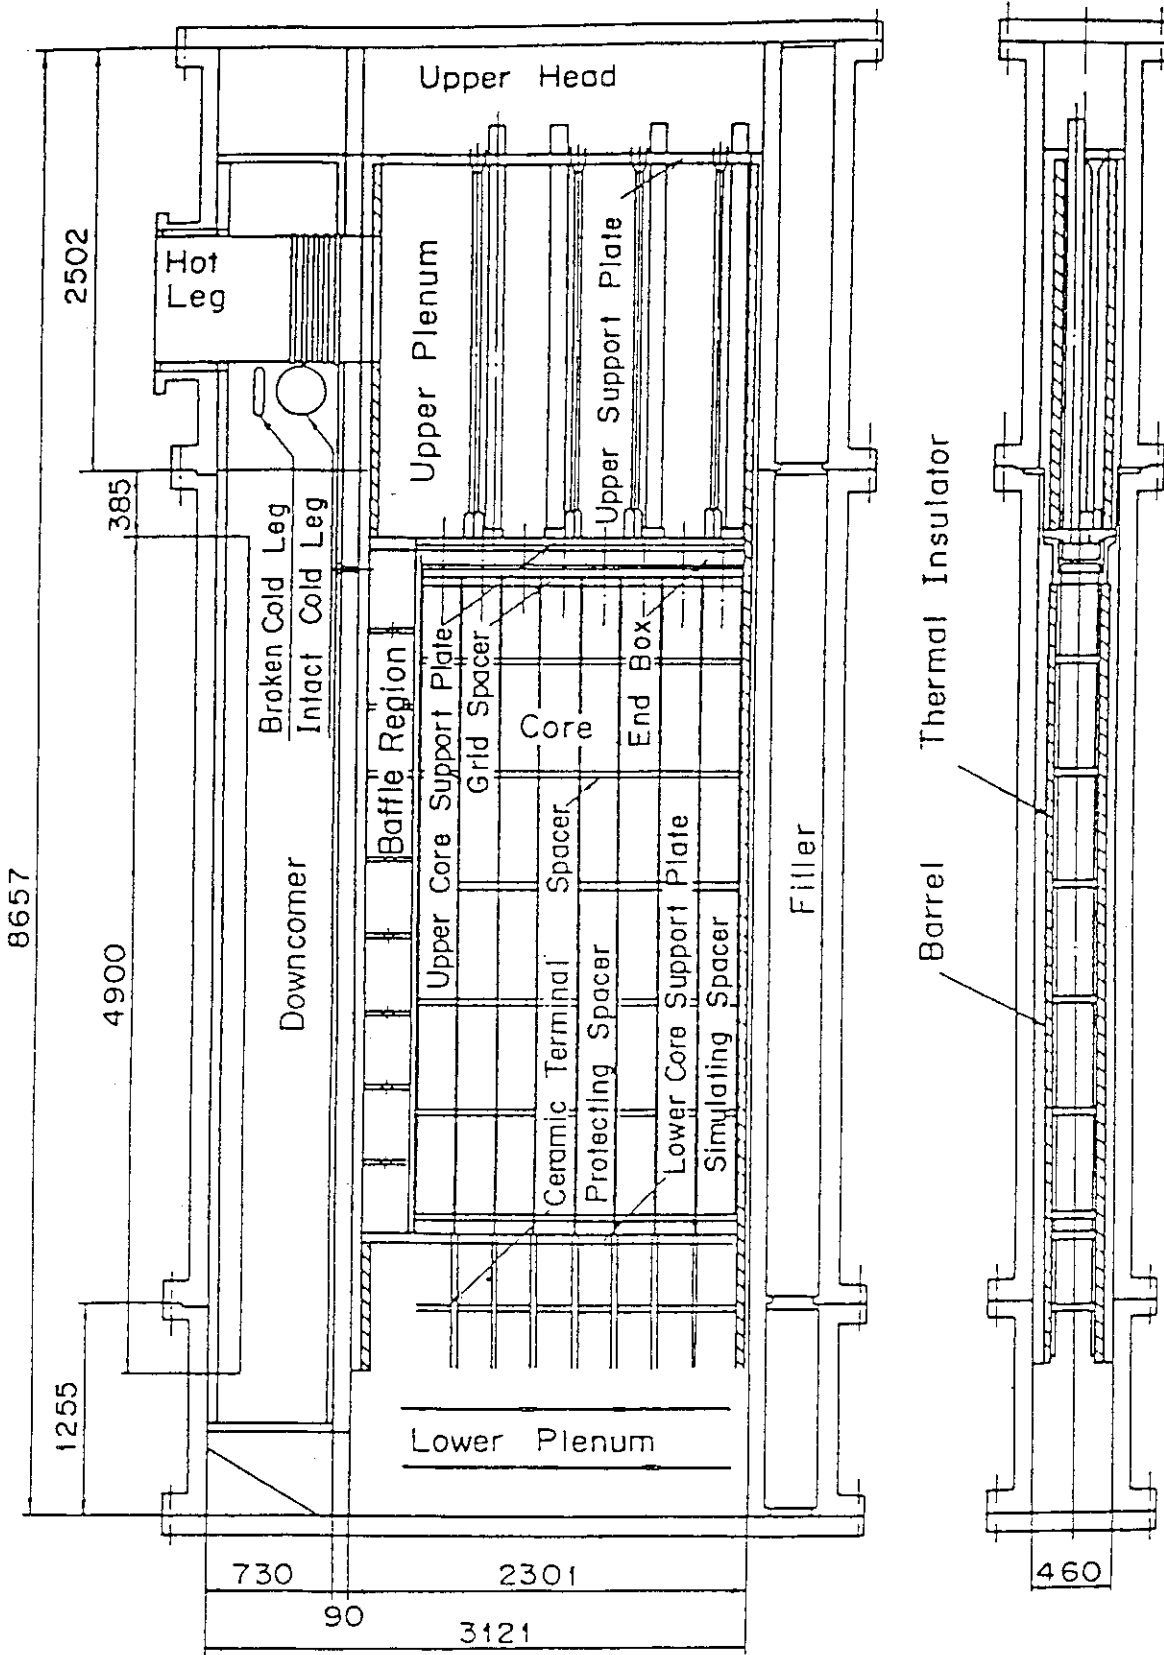 Upper Head
2502
Hot
Leg
Upper Plenum
Upper Support Plate
385
Broken Cold Leg
Intact Cold Leg
Thermal Insulator
Baffle Region
Upper Core Support Plate
Grid Spacer
End Box
Core
8657
4900
Downcomer
Ceramic Terminal Spacer
Protecting Spacer
Lower Core Support Plate
Simulating Spacer
Filler
Barrel
1255
Lower Plenum
730
2301
460
90
3121